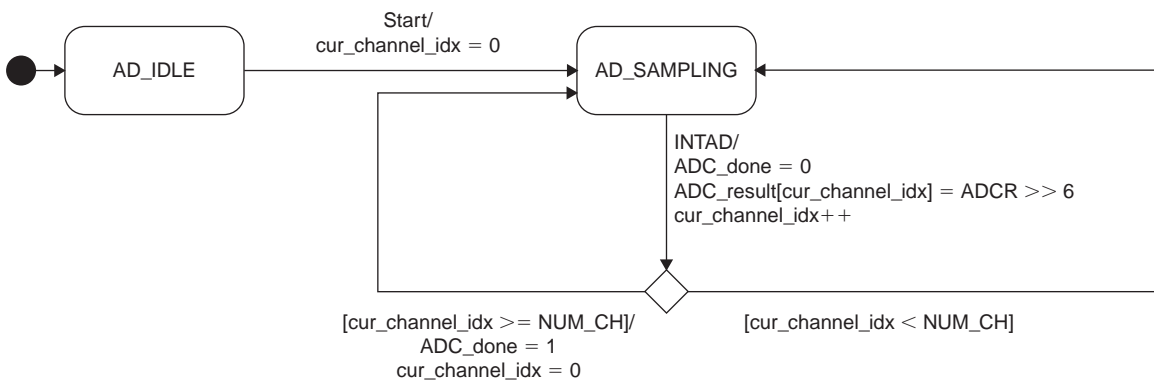 Start/
cur_channel_idx = 0
AD_IDLE
AD_SAMPLING
INTAD/
ADC_done = 0
ADC_result[cur_channel_idx] = ADCR >> 6
cur_channel_idx++
[cur_channel_idx >= NUM_CH]/
ADC_done = 1
cur_channel_idx = 0
[cur_channel_idx < NUM_CH]